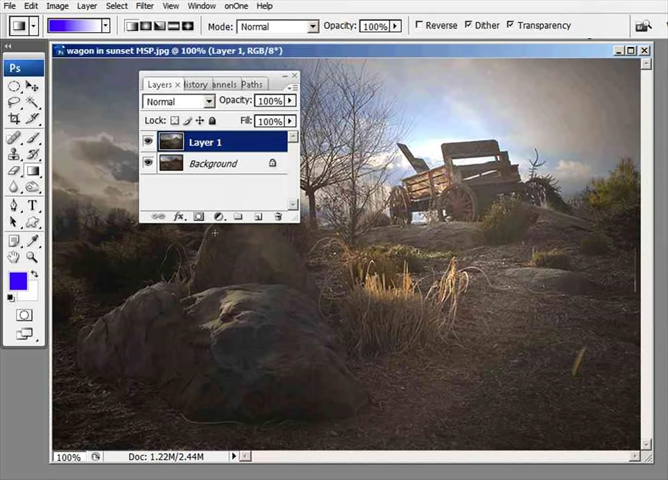 File Edit Image Layer Select Filter View Window onOne Help
Mode: Normal Opacity: 100% Reverse Dither Transparency
wagon in sunset MSP.jpg @ 100% (Layer 1, RGB/8*)
Ps
Layers × History annels Paths
Normal Opacity: 100%
Lock: Fill: 100%
Layer 1
Background
fx
T
100% Doc: 1.22M/2.44M